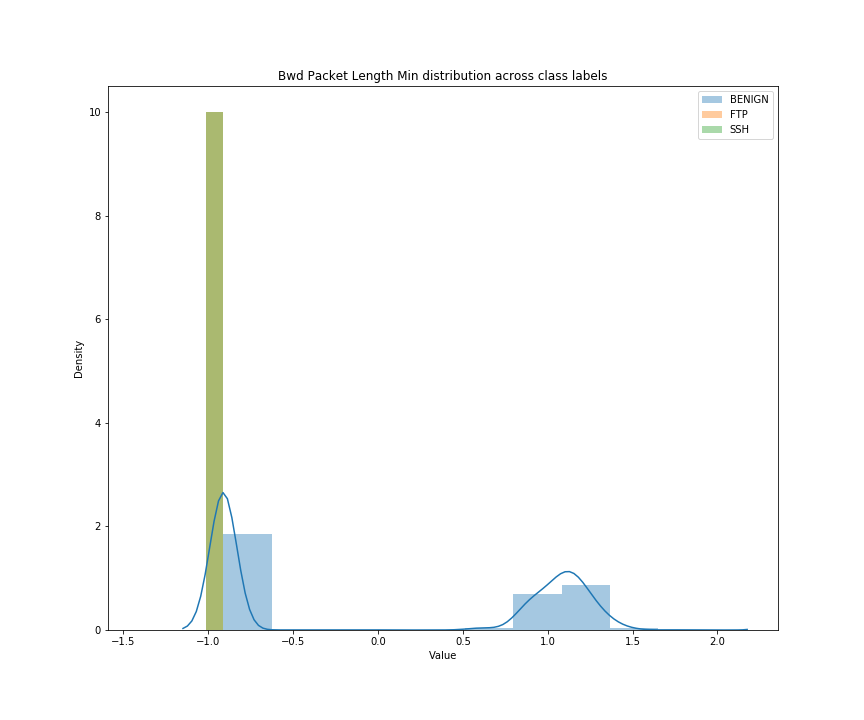 Bwd Packet Length Min distribution across class labels
BENIGN
FTP
SSH
10
8
6
4
2
0
Density
−1.5 −1.0 −0.5 0.0 0.5 1.0 1.5 2.0
Value